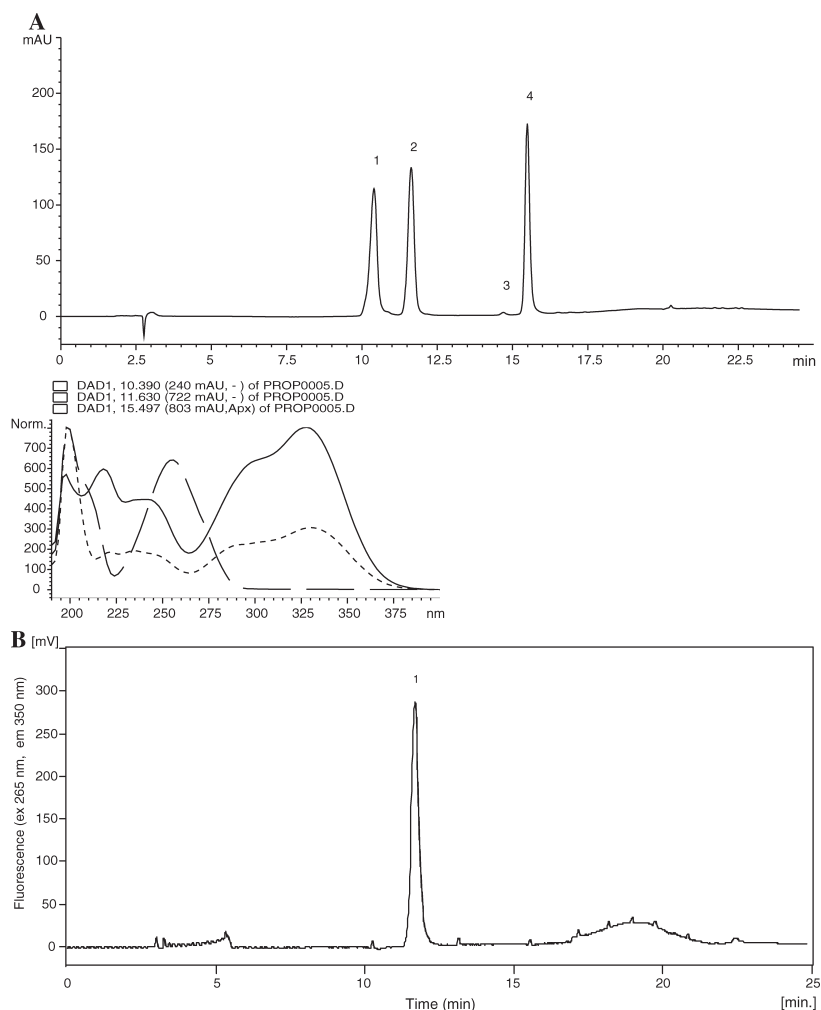 A
mAU
200
150
100
50
0
1
2
3
4
0 2.5 5 7.5 10 12.5 15 17.5 20 22.5 min
DAD1, 10.390 (240 mAU, - ) of PROP0005.D
DAD1, 11.630 (722 mAU, - ) of PROP0005.D
DAD1, 15.497 (803 mAU,Apx) of PROP0005.D
Norm.
700
600
500
400
300
200
100
0
200 225 250 275 300 325 350 375 nm
B [mV]
Fluorescence (ex 265 nm, em 350 nm)
300
250
200
150
100
50
0
1
0 5 10 15 20 25
Time (min) [min.]